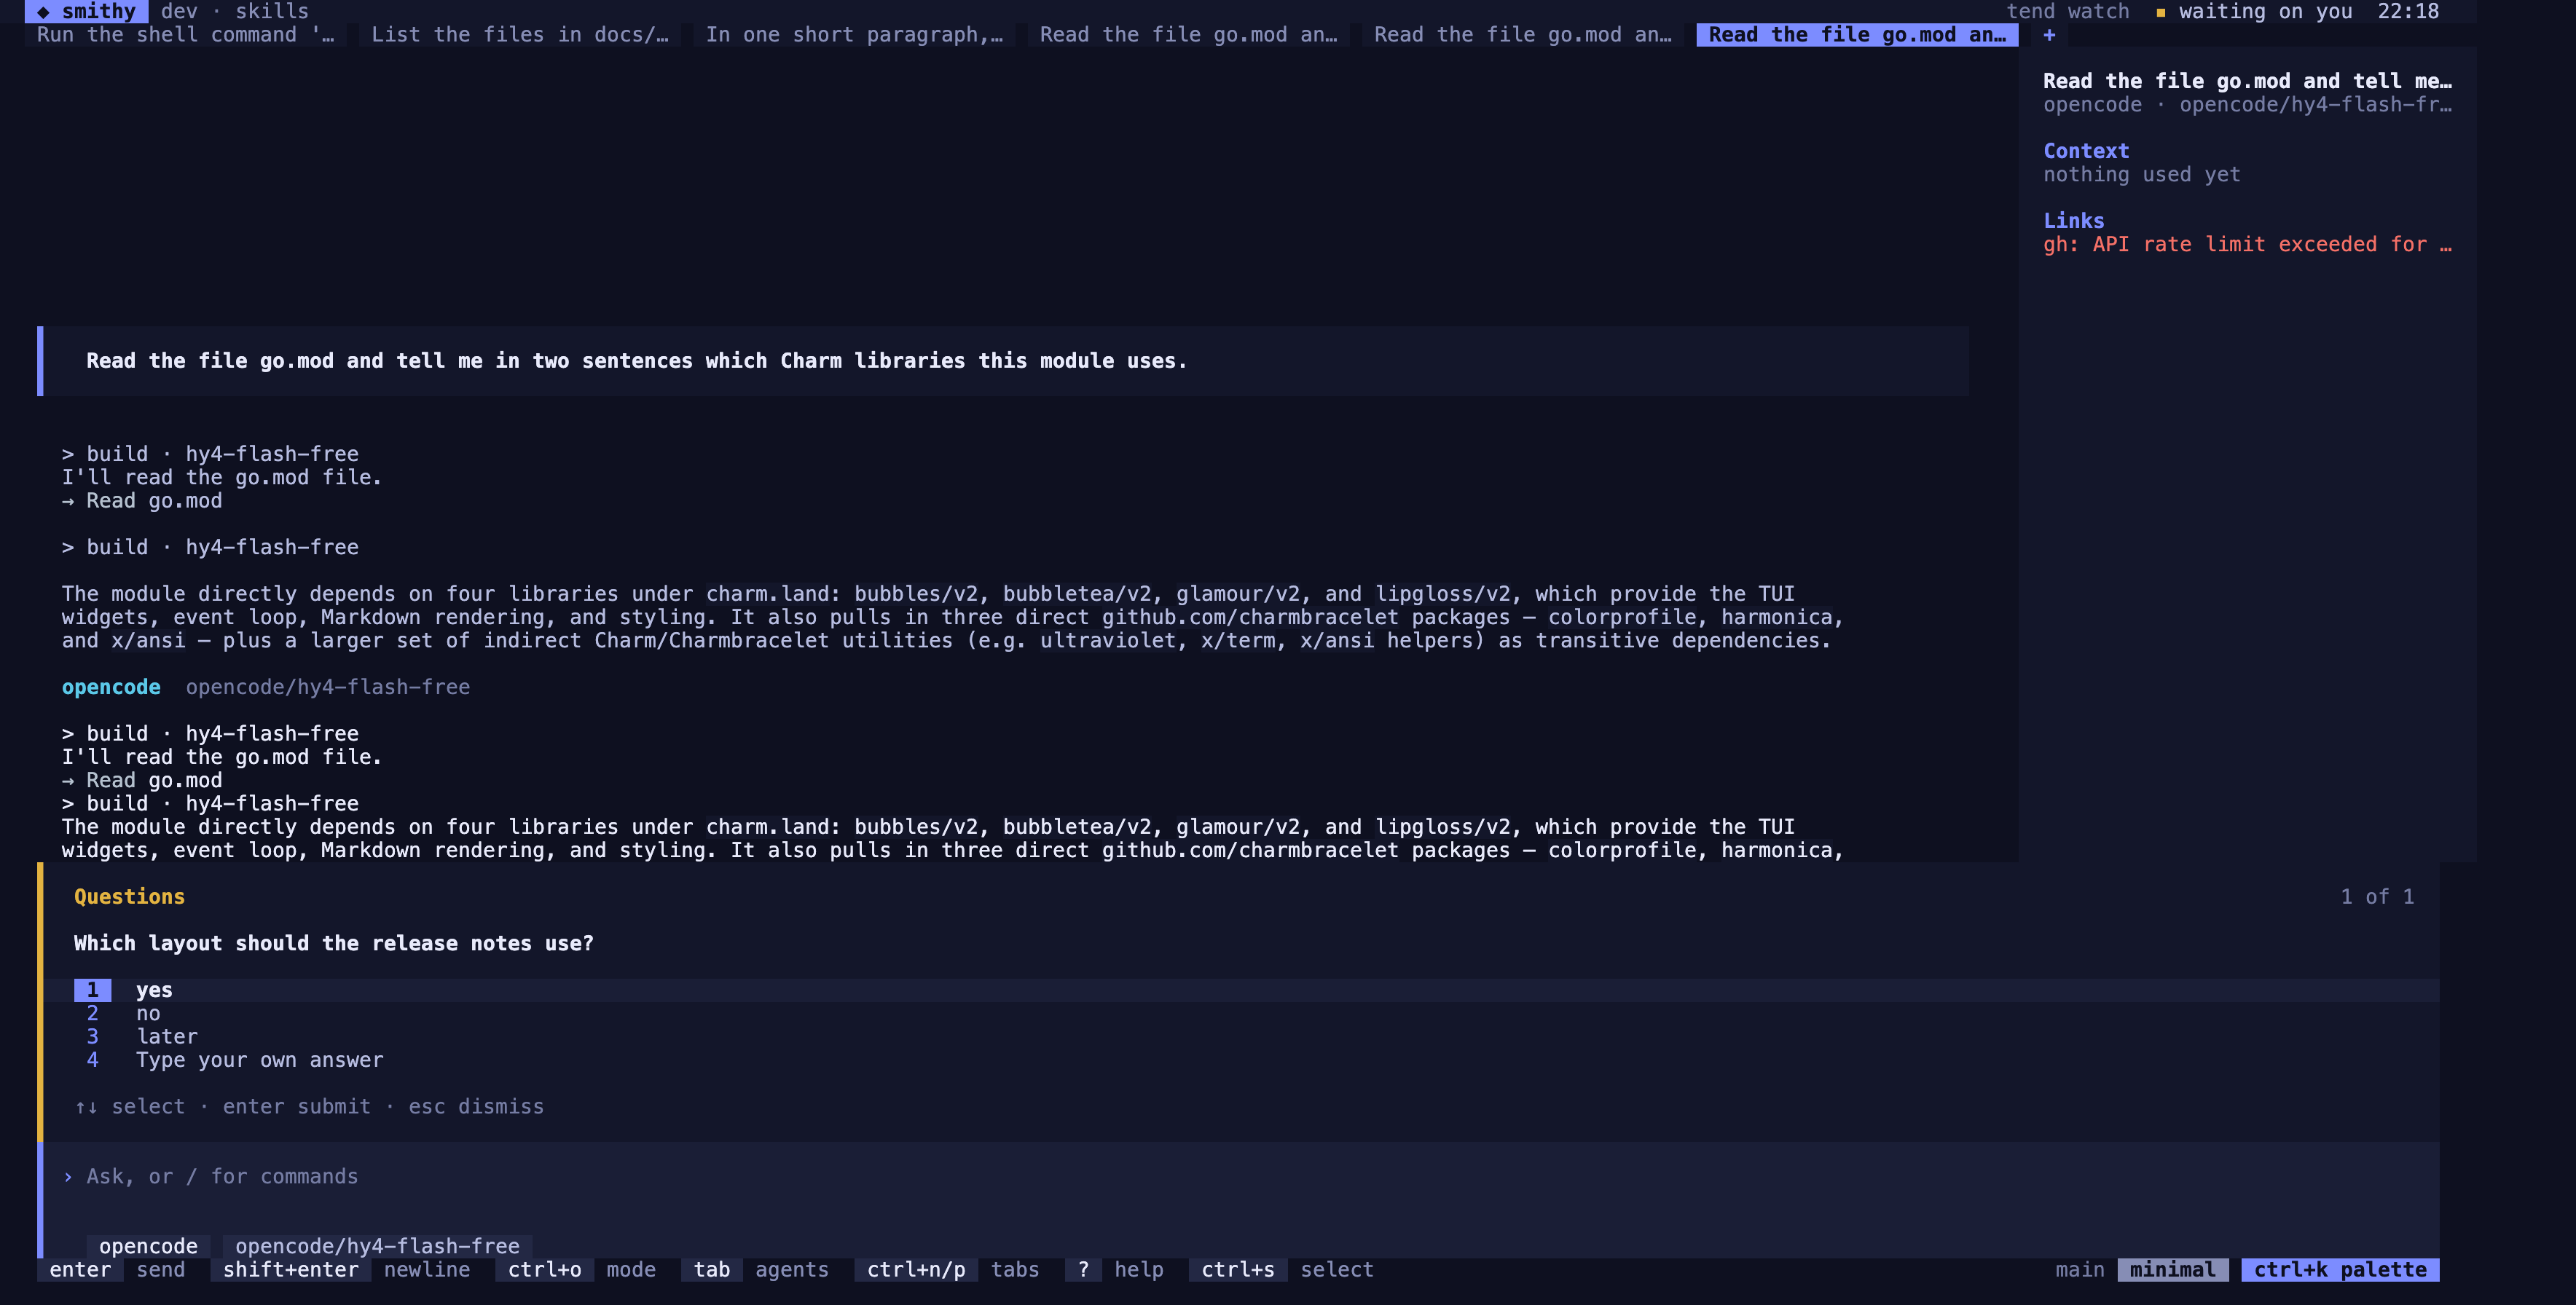 ◆ smithy dev · skills tend watch ▪ waiting on you 22:18
Run the shell command '… List the files in docs/… In one short paragraph,… Read the file go.mod an… Read the file go.mod an… Read the file go.mod an… +
Read the file go.mod and tell me…
opencode · opencode/hy4-flash-fr…
Context
nothing used yet
Links
gh: API rate limit exceeded for …
Read the file go.mod and tell me in two sentences which Charm libraries this module uses.
> build · hy4-flash-free
I'll read the go.mod file.
→ Read go.mod
> build · hy4-flash-free
The module directly depends on four libraries under charm.land: bubbles/v2, bubbletea/v2, glamour/v2, and lipgloss/v2, which provide the TUI
widgets, event loop, Markdown rendering, and styling. It also pulls in three direct github.com/charmbracelet packages — colorprofile, harmonica,
and x/ansi — plus a larger set of indirect Charm/Charmbracelet utilities (e.g. ultraviolet, x/term, x/ansi helpers) as transitive dependencies.
opencode opencode/hy4-flash-free
> build · hy4-flash-free
I'll read the go.mod file.
→ Read go.mod
> build · hy4-flash-free
The module directly depends on four libraries under charm.land: bubbles/v2, bubbletea/v2, glamour/v2, and lipgloss/v2, which provide the TUI
widgets, event loop, Markdown rendering, and styling. It also pulls in three direct github.com/charmbracelet packages — colorprofile, harmonica,
Questions 1 of 1
Which layout should the release notes use?
1 yes
2 no
3 later
4 Type your own answer
↑↓ select · enter submit · esc dismiss
› Ask, or / for commands
opencode opencode/hy4-flash-free
enter send shift+enter newline ctrl+o mode tab agents ctrl+n/p tabs ? help ctrl+s select main minimal ctrl+k palette